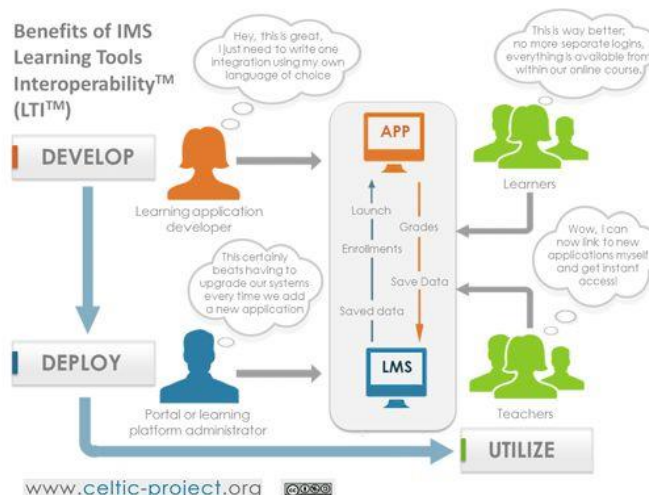 Benefits of IMS
Learning Tools
Interoperability™
(LTI™)
Hey, this is great,
I just need to write one
integration using my own
language of choice
This is way better;
no more separate logins,
everything is available from
within our online course.
DEVELOP
Learning application
developer
APP
Learners
Launch
Enrollments
Saved data
Grades
Save Data
This certainly
beats having to
upgrade our systems
every time we add
a new application
Wow, I can
now link to new
applications myself
and get instant
access!
DEPLOY
Portal or learning
platform administrator
LMS
Teachers
UTILIZE
www.celtic-project.org